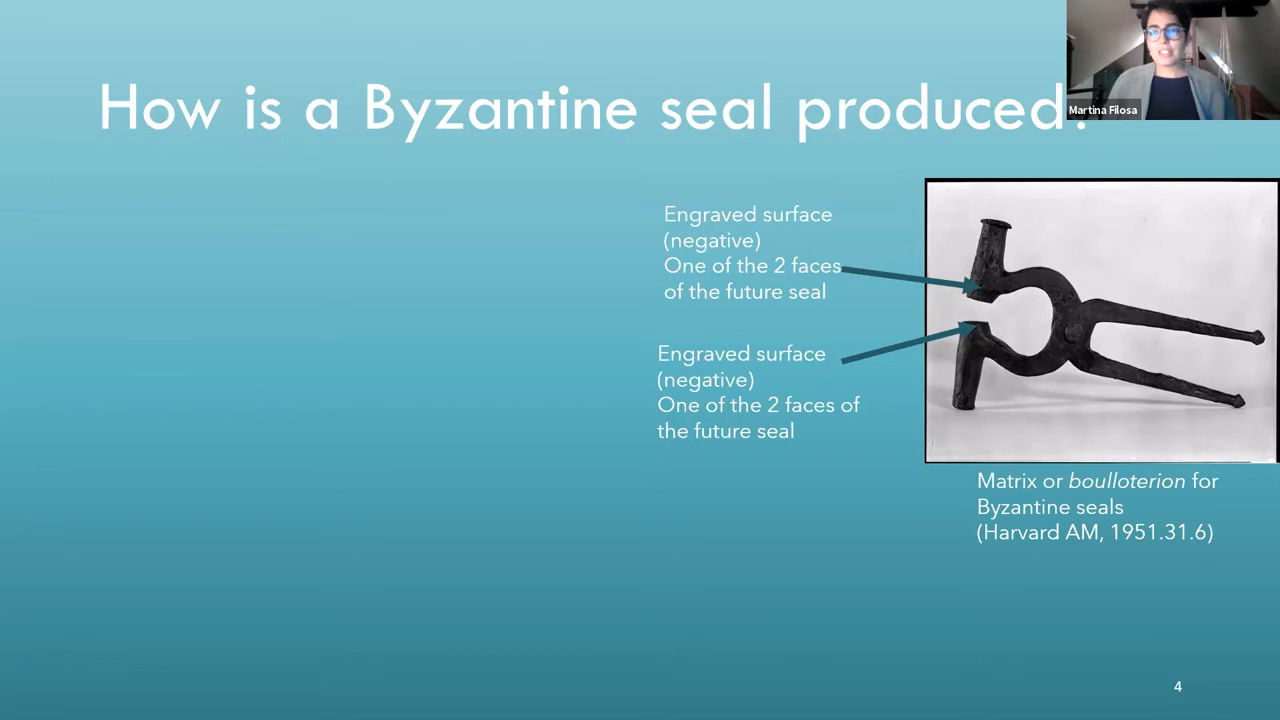 How is a Byzantine seal produced?
Martina Filosa
Engraved surface
(negative)
One of the 2 faces
of the future seal
Engraved surface
(negative)
One of the 2 faces of
the future seal
Matrix or boulloterion for
Byzantine seals
(Harvard AM, 1951.31.6)
4